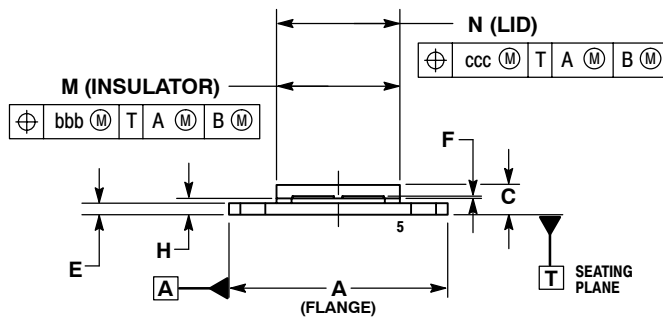 N (LID)
⌖ ccc Ⓜ T A Ⓜ B Ⓜ
M (INSULATOR)
⌖ bbb Ⓜ T A Ⓜ B Ⓜ
F
C
E
H
5
A
A
(FLANGE)
T
SEATING
PLANE